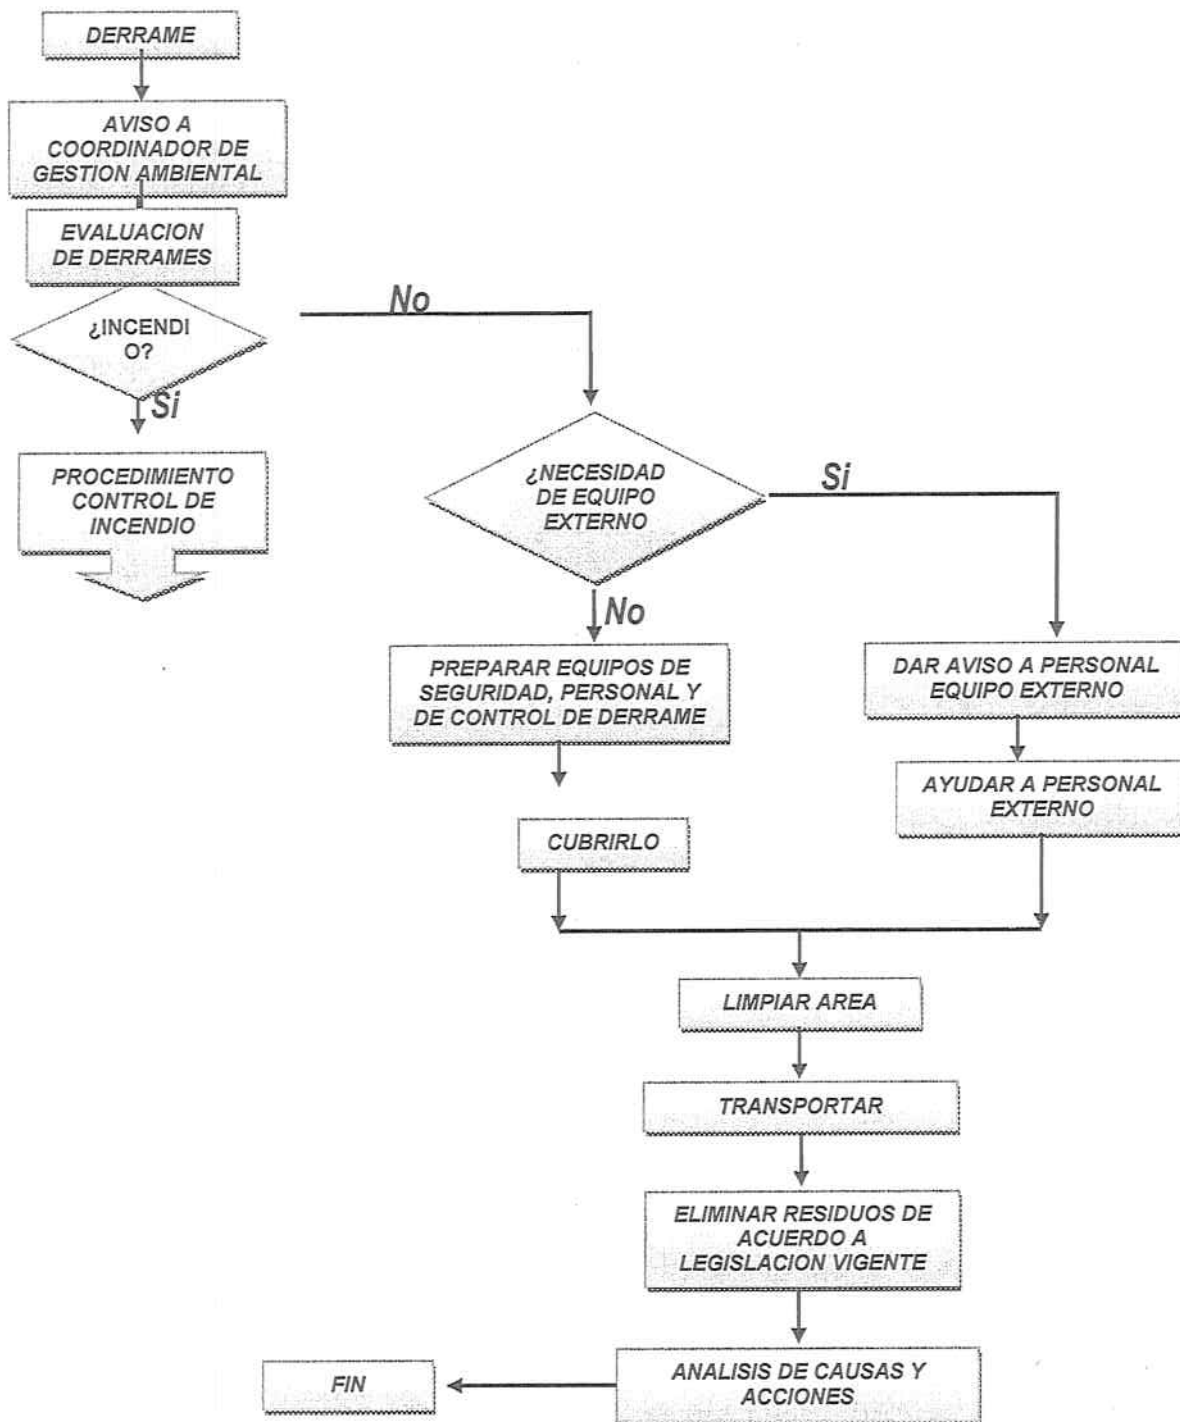 DERRAME
AVISO A
COORDINADOR DE
GESTION AMBIENTAL
EVALUACION
DE DERRAMES
No
¿INCENDI
O?
Si
PROCEDIMIENTO
CONTROL DE
INCENDIO
¿NECESIDAD
DE EQUIPO
EXTERNO
Si
No
PREPARAR EQUIPOS DE
SEGURIDAD, PERSONAL Y
DE CONTROL DE DERRAME
DAR AVISO A PERSONAL
EQUIPO EXTERNO
AYUDAR A PERSONAL
EXTERNO
CUBRIRLO
LIMPIAR AREA
TRANSPORTAR
ELIMINAR RESIDUOS DE
ACUERDO A
LEGISLACION VIGENTE
ANALISIS DE CAUSAS Y
ACCIONES
FIN